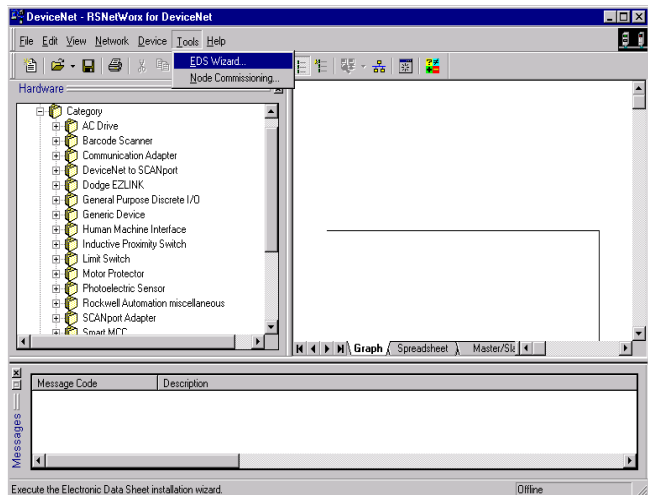 DeviceNet - RSNetWorx for DeviceNet
File Edit View Network Device Tools Help
EDS Wizard...
Node Commissioning...
Hardware
Category
AC Drive
Barcode Scanner
Communication Adapter
DeviceNet to SCANport
Dodge EZLINK
General Purpose Discrete I/O
Generic Device
Human Machine Interface
Inductive Proximity Switch
Limit Switch
Motor Protector
Photoelectric Sensor
Rockwell Automation miscellaneous
SCANport Adapter
Smart MCC
Graph Spreadsheet Master/Sla
Message Code Description
Messages
Execute the Electronic Data Sheet installation wizard. Offline